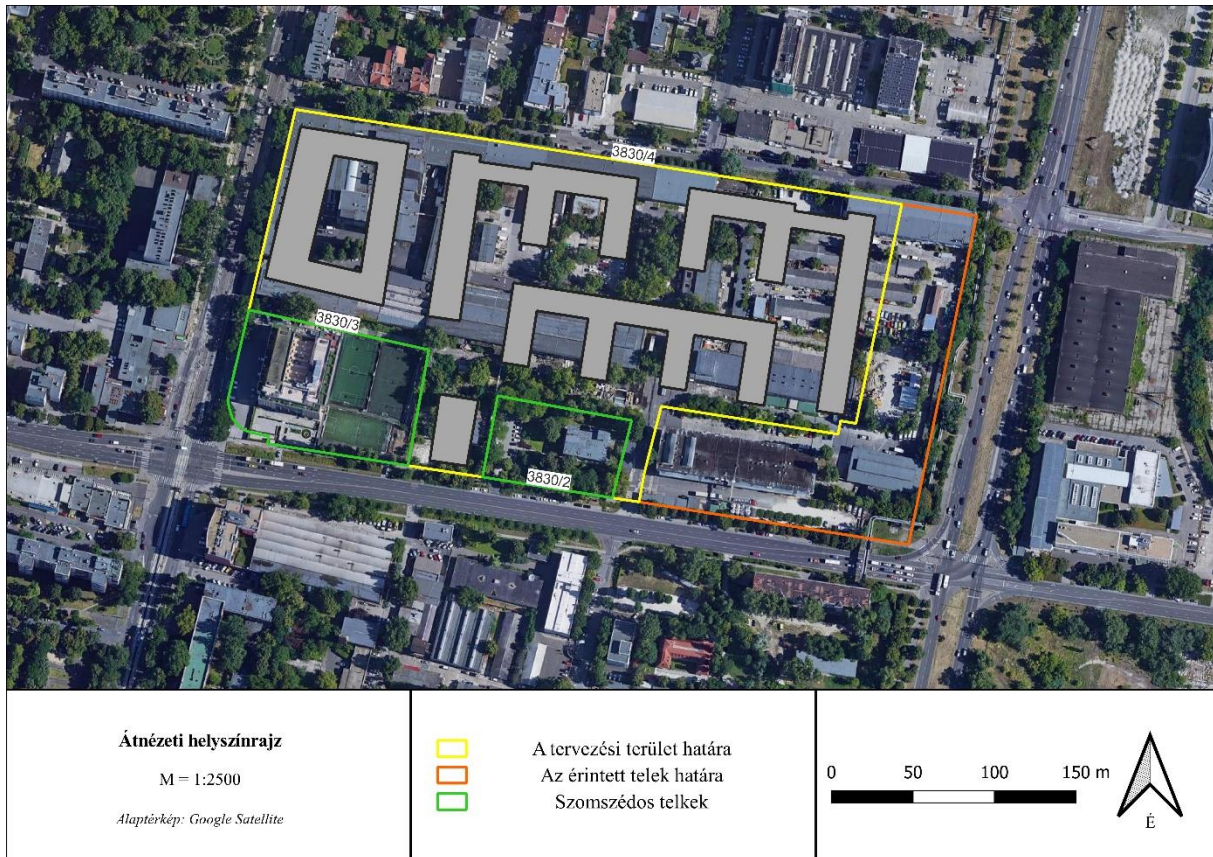 3830/4
3830/3
3830/2
Átnézeti helyszínrajz
M = 1:2500
Alaptérkép: Google Satellite
A tervezési terület határa
Az érintett telek határa
Szomszédos telkek
0 50 100 150 m
É